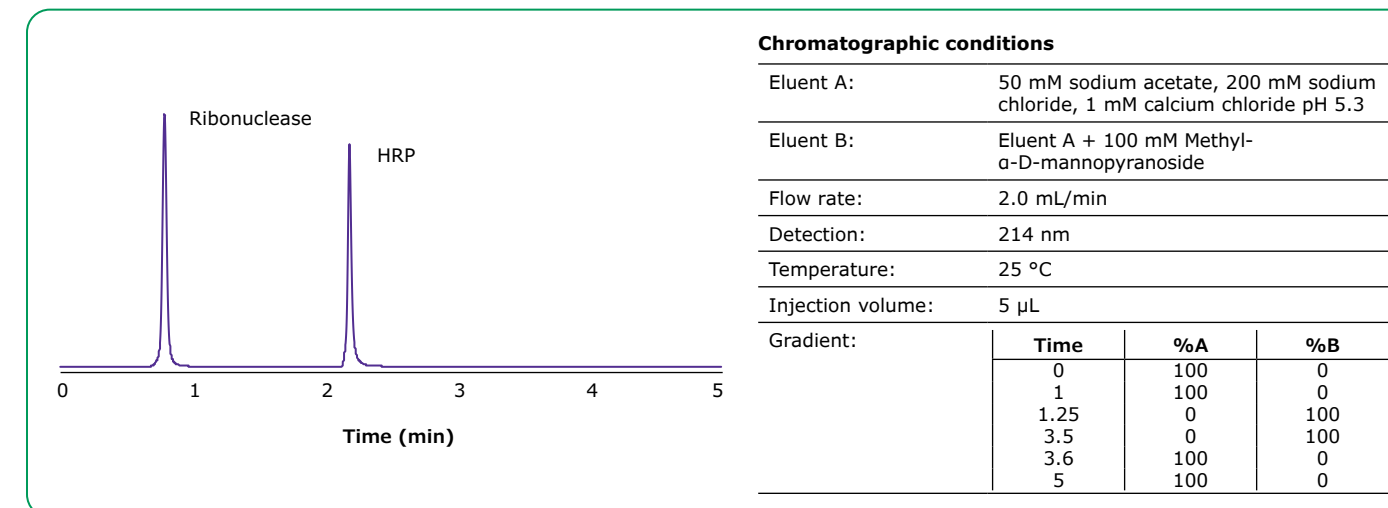 Ribonuclease
HRP
0 1 2 3 4 5
Time (min)
Chromatographic conditions
Eluent A: 50 mM sodium acetate, 200 mM sodium
chloride, 1 mM calcium chloride pH 5.3
Eluent B: Eluent A + 100 mM Methyl-
α-D-mannopyranoside
Flow rate: 2.0 mL/min
Detection: 214 nm
Temperature: 25 °C
Injection volume: 5 µL
Gradient: Time %A %B
0 100 0
1 100 0
1.25 0 100
3.5 0 100
3.6 100 0
5 100 0